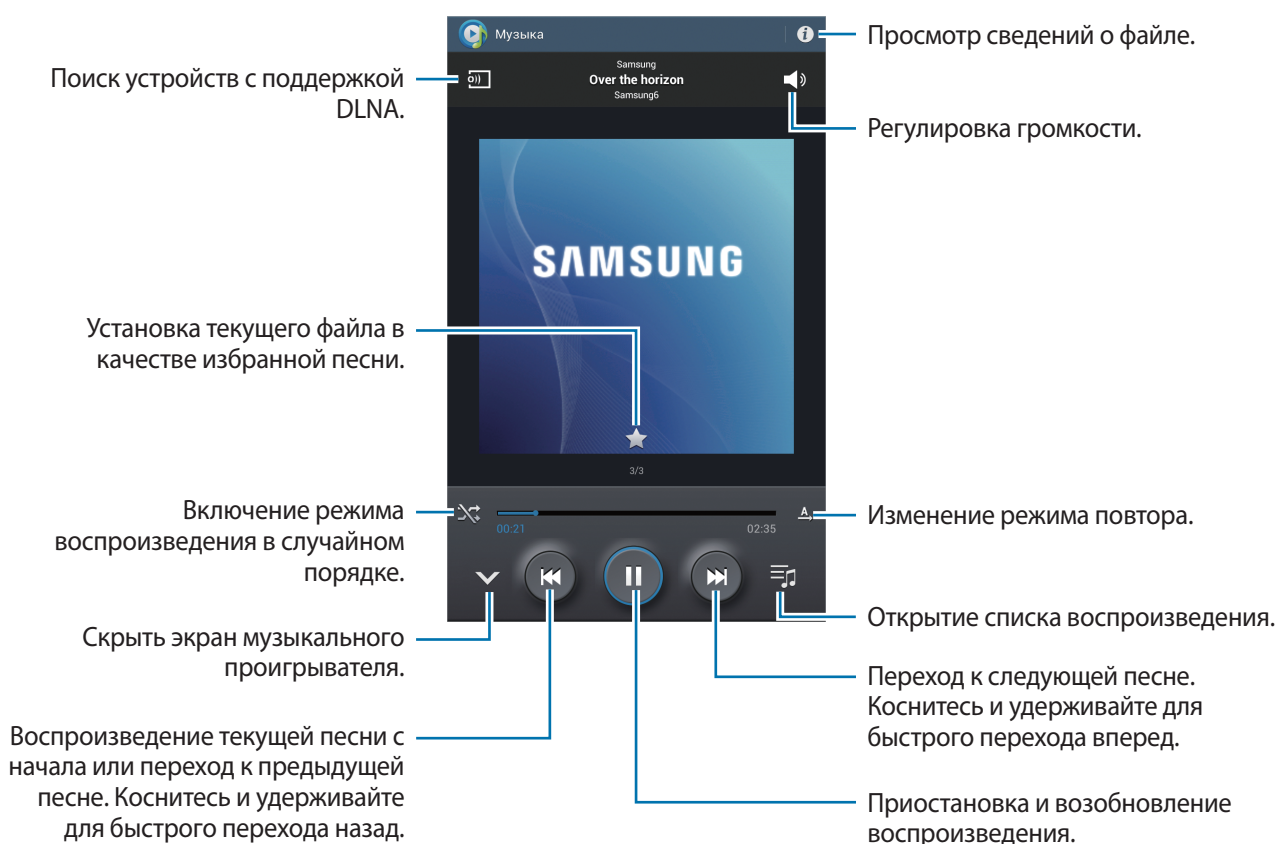 Музыка
Просмотр сведений о файле.
Поиск устройств с поддержкой
DLNA.
Samsung
Over the horizon
Samsung6
Регулировка громкости.
SAMSUNG
Установка текущего файла в
качестве избранной песни.
3/3
Включение режима
воспроизведения в случайном
порядке.
00:21
02:35
A
Изменение режима повтора.
Скрыть экран музыкального
проигрывателя.
Открытие списка воспроизведения.
Воспроизведение текущей песни с
начала или переход к предыдущей
песне. Коснитесь и удерживайте
для быстрого перехода назад.
Переход к следующей песне.
Коснитесь и удерживайте для
быстрого перехода вперед.
Приостановка и возобновление
воспроизведения.